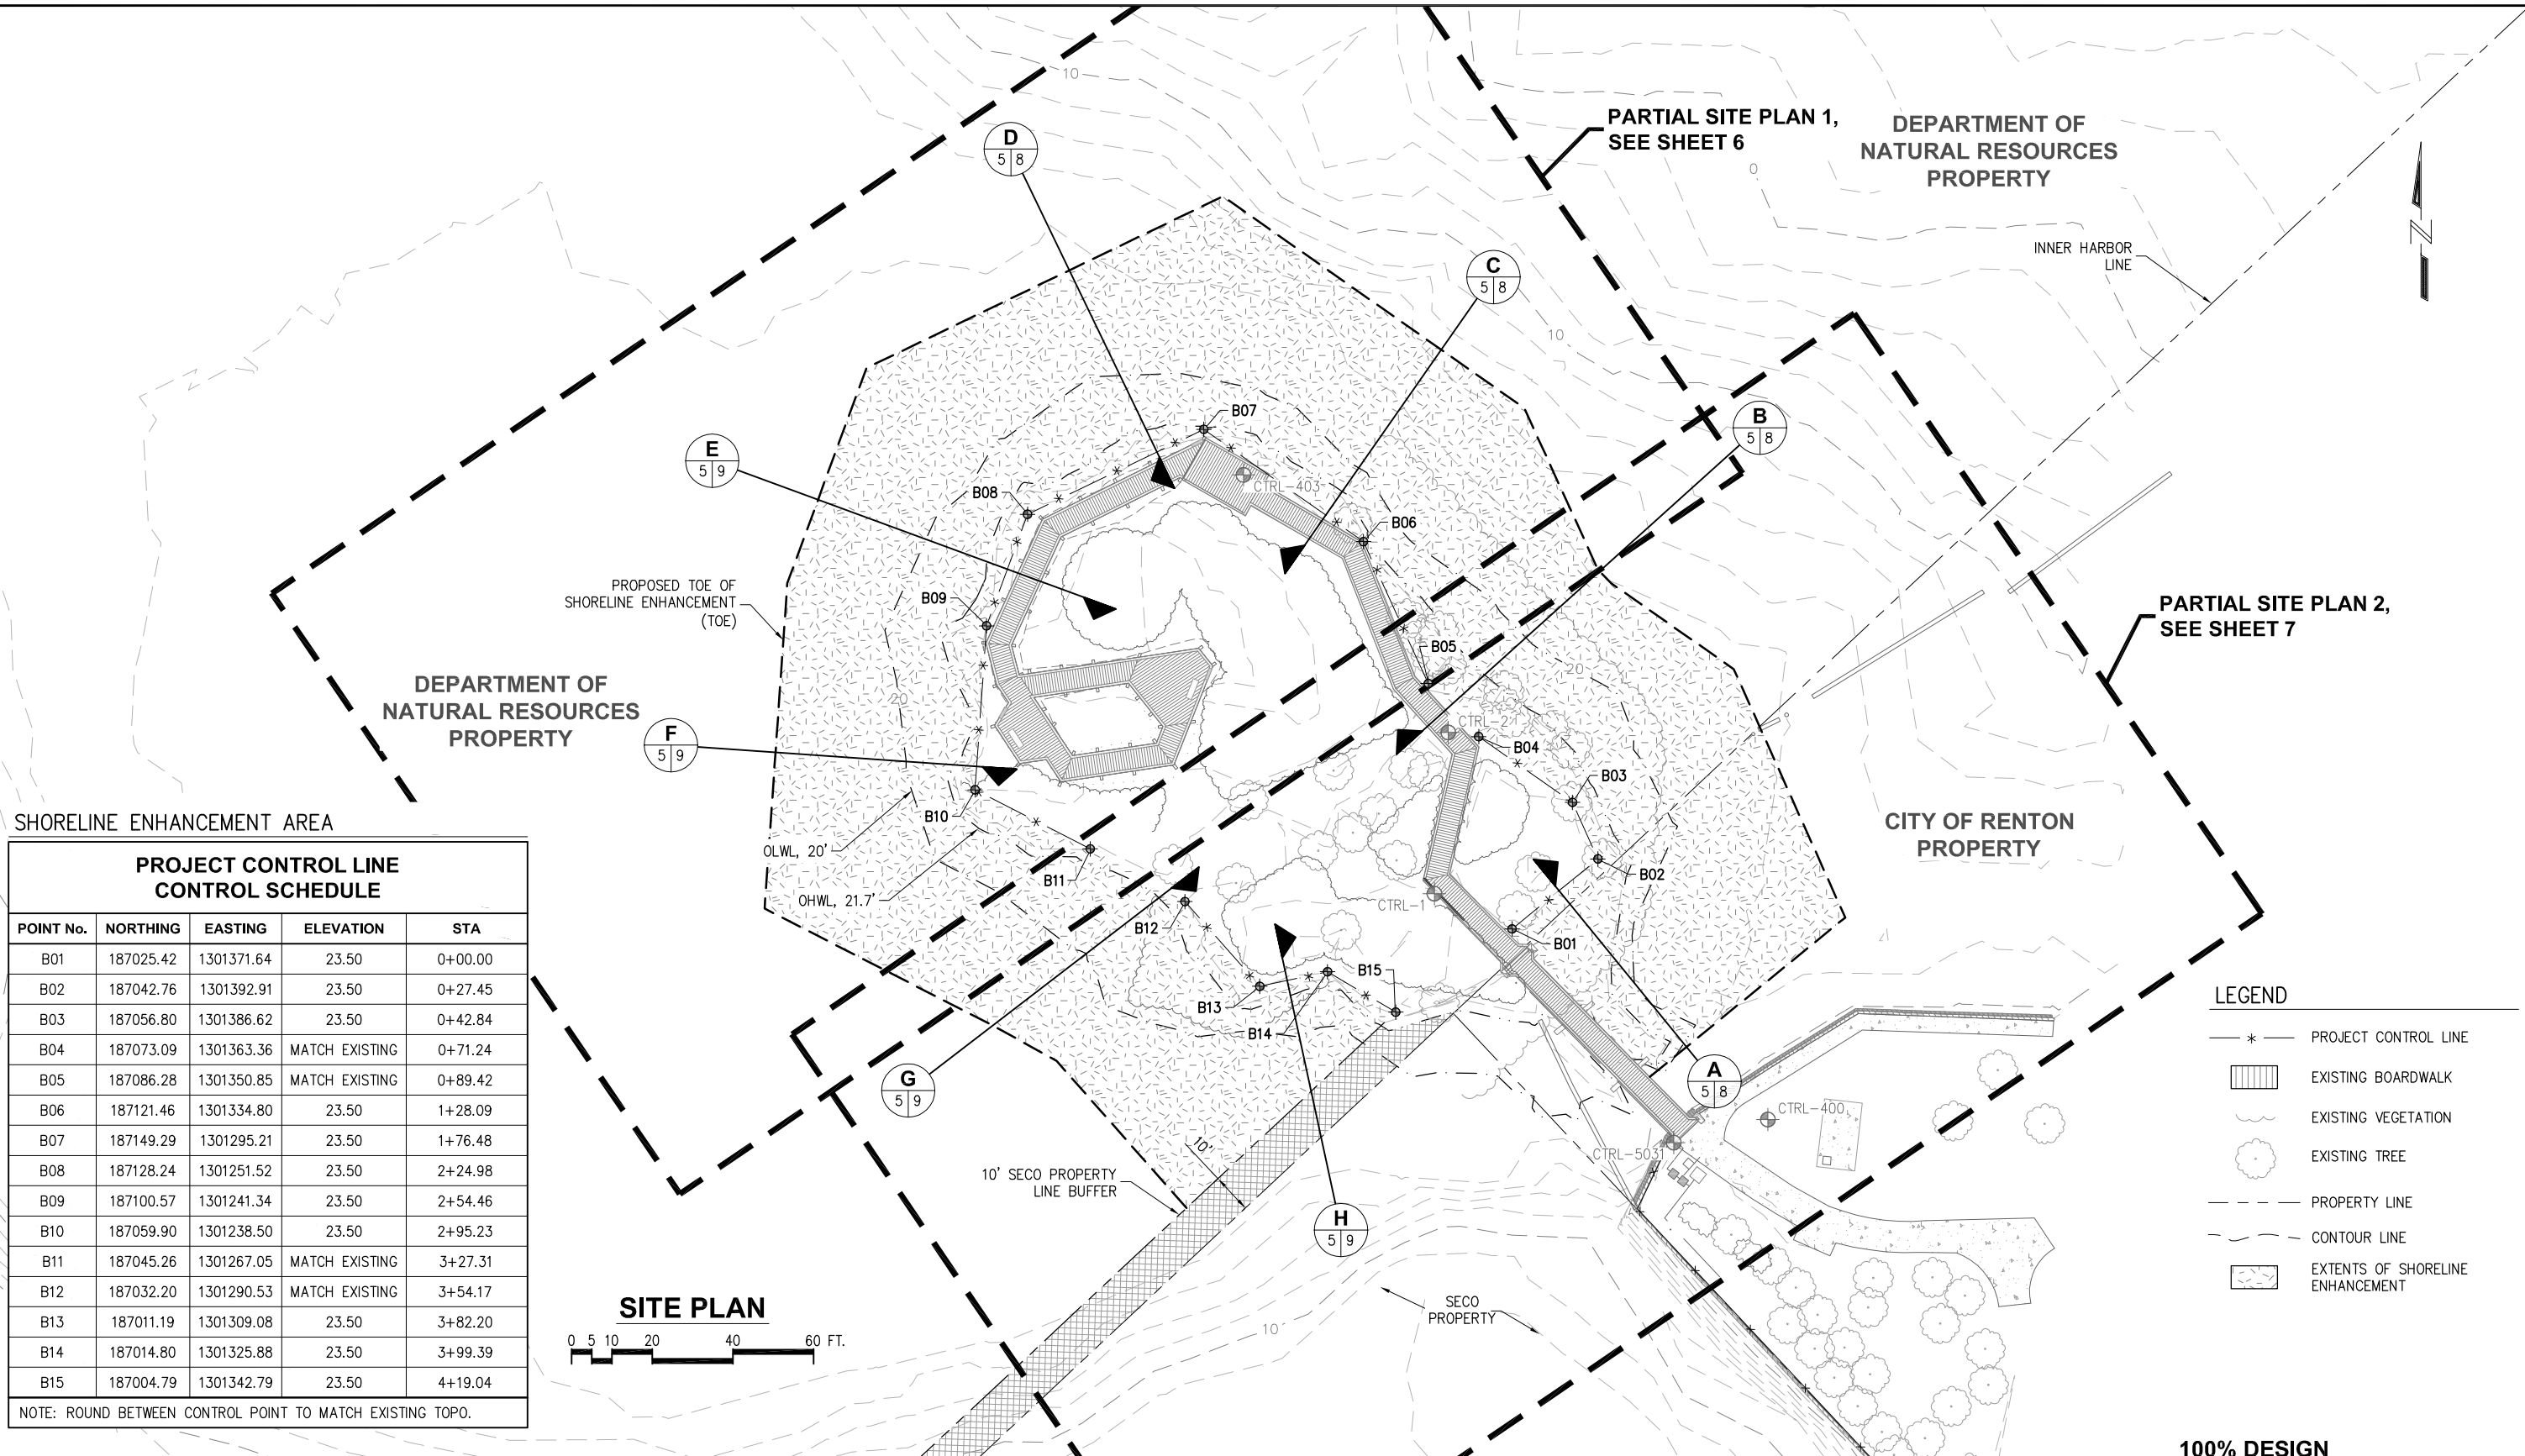 10
D
5 8
PARTIAL SITE PLAN 1,
SEE SHEET 6
DEPARTMENT OF
NATURAL RESOURCES
PROPERTY
0
INNER HARBOR
LINE
N
C
5 8
10
B
5 8
E
5 9
B07
CTRL-403
B08
B06
PROPOSED TOE OF
SHORELINE ENHANCEMENT
(TOE)
B09
B05
20
PARTIAL SITE PLAN 2,
SEE SHEET 7
DEPARTMENT OF
NATURAL RESOURCES
PROPERTY
20
F
5 9
CTRL-2
B04
B03
B10
OLWL, 20'
B11
OHWL, 21.7'
B02
CTRL-1
B12
B01
B15
B13
B14
CITY OF RENTON
PROPERTY
G
5 9
A
5 8
CTRL-400
CTRL-5031
10'
10' SECO PROPERTY
LINE BUFFER
H
5 9
SECO
PROPERTY
10
SHORELINE ENHANCEMENT AREA
PROJECT CONTROL LINE
CONTROL SCHEDULE
POINT No. NORTHING EASTING ELEVATION STA
B01 187025.42 1301371.64 23.50 0+00.00
B02 187042.76 1301392.91 23.50 0+27.45
B03 187056.80 1301386.62 23.50 0+42.84
B04 187073.09 1301363.36 MATCH EXISTING 0+71.24
B05 187086.28 1301350.85 MATCH EXISTING 0+89.42
B06 187121.46 1301334.80 23.50 1+28.09
B07 187149.29 1301295.21 23.50 1+76.48
B08 187128.24 1301251.52 23.50 2+24.98
B09 187100.57 1301241.34 23.50 2+54.46
B10 187059.90 1301238.50 23.50 2+95.23
B11 187045.26 1301267.05 MATCH EXISTING 3+27.31
B12 187032.20 1301290.53 MATCH EXISTING 3+54.17
B13 187011.19 1301309.08 23.50 3+82.20
B14 187014.80 1301325.88 23.50 3+99.39
B15 187004.79 1301342.79 23.50 4+19.04
NOTE: ROUND BETWEEN CONTROL POINT TO MATCH EXISTING TOPO.
SITE PLAN
0 5 10 20 40 60 FT.
LEGEND
PROJECT CONTROL LINE
EXISTING BOARDWALK
EXISTING VEGETATION
EXISTING TREE
PROPERTY LINE
CONTOUR LINE
EXTENTS OF SHORELINE
ENHANCEMENT
100% DESIGN